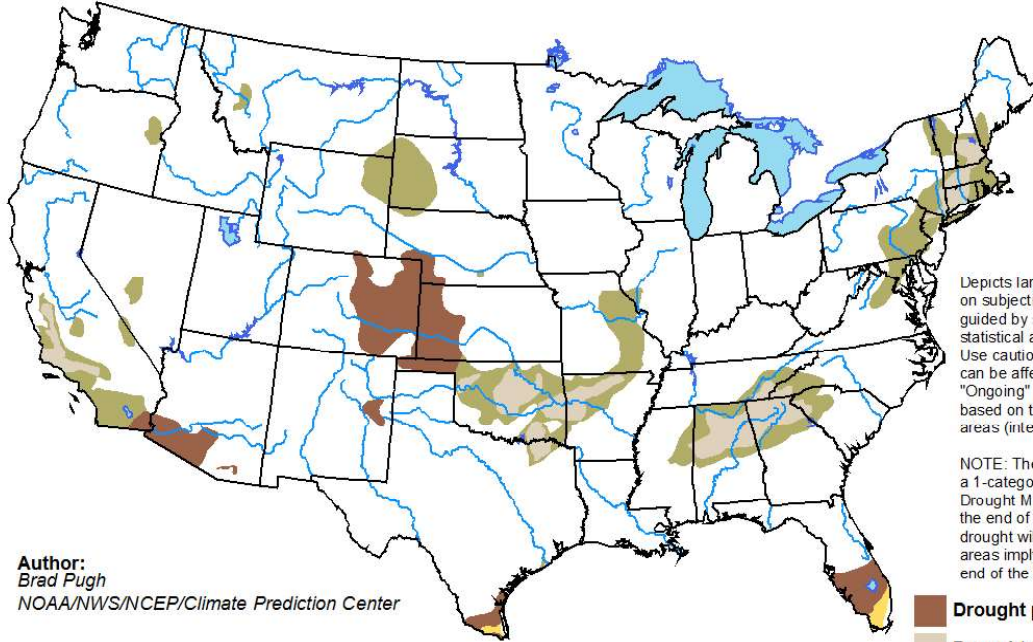 Depicts lar
on subject
guided by
statistical a
Use cautio
can be affe
"Ongoing"
based on t
areas (inte
NOTE: The
a 1-catego
Drought M
the end of
drought wil
areas impl
end of the
Author:
Brad Pugh
NOAA/NWS/NCEP/Climate Prediction Center
Drought p